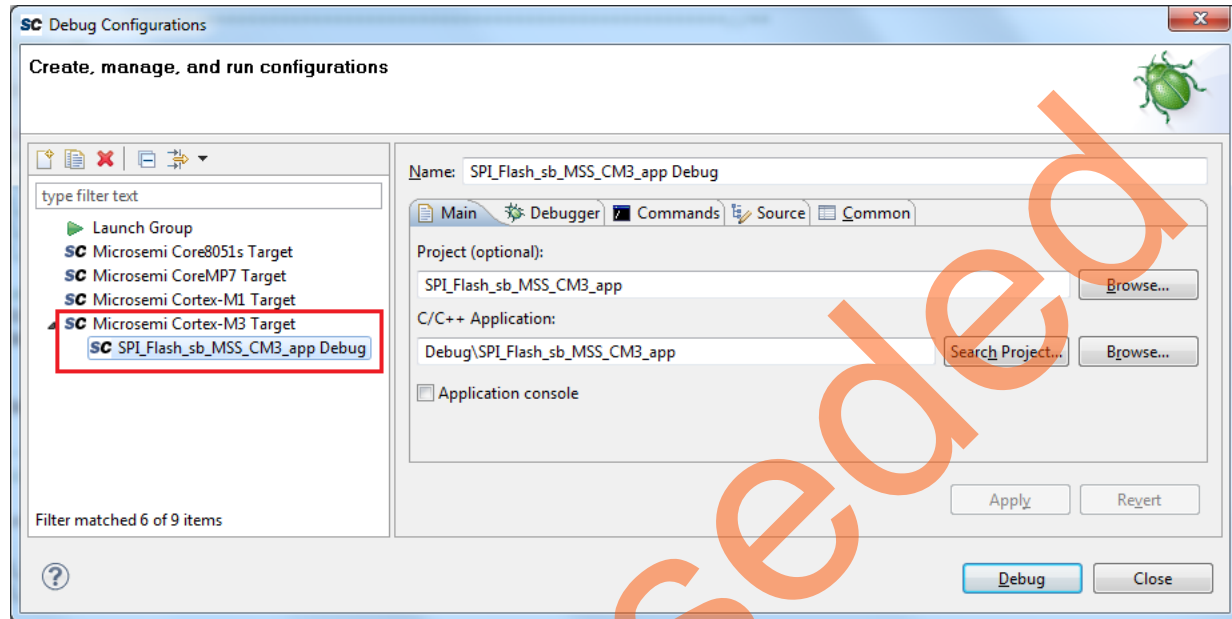 SC Debug Configurations
Create, manage, and run configurations
type filter text
Launch Group
SC Microsemi Core8051s Target
SC Microsemi CoreMP7 Target
SC Microsemi Cortex-M1 Target
SC Microsemi Cortex-M3 Target
SC SPI_Flash_sb_MSS_CM3_app Debug
Filter matched 6 of 9 items
Name: SPI_Flash_sb_MSS_CM3_app Debug
Main Debugger Commands Source Common
Project (optional):
SPI_Flash_sb_MSS_CM3_app Browse...
C/C++ Application:
Debug\SPI_Flash_sb_MSS_CM3_app Search Project... Browse...
Application console
Apply Revert
? Debug Close
seded